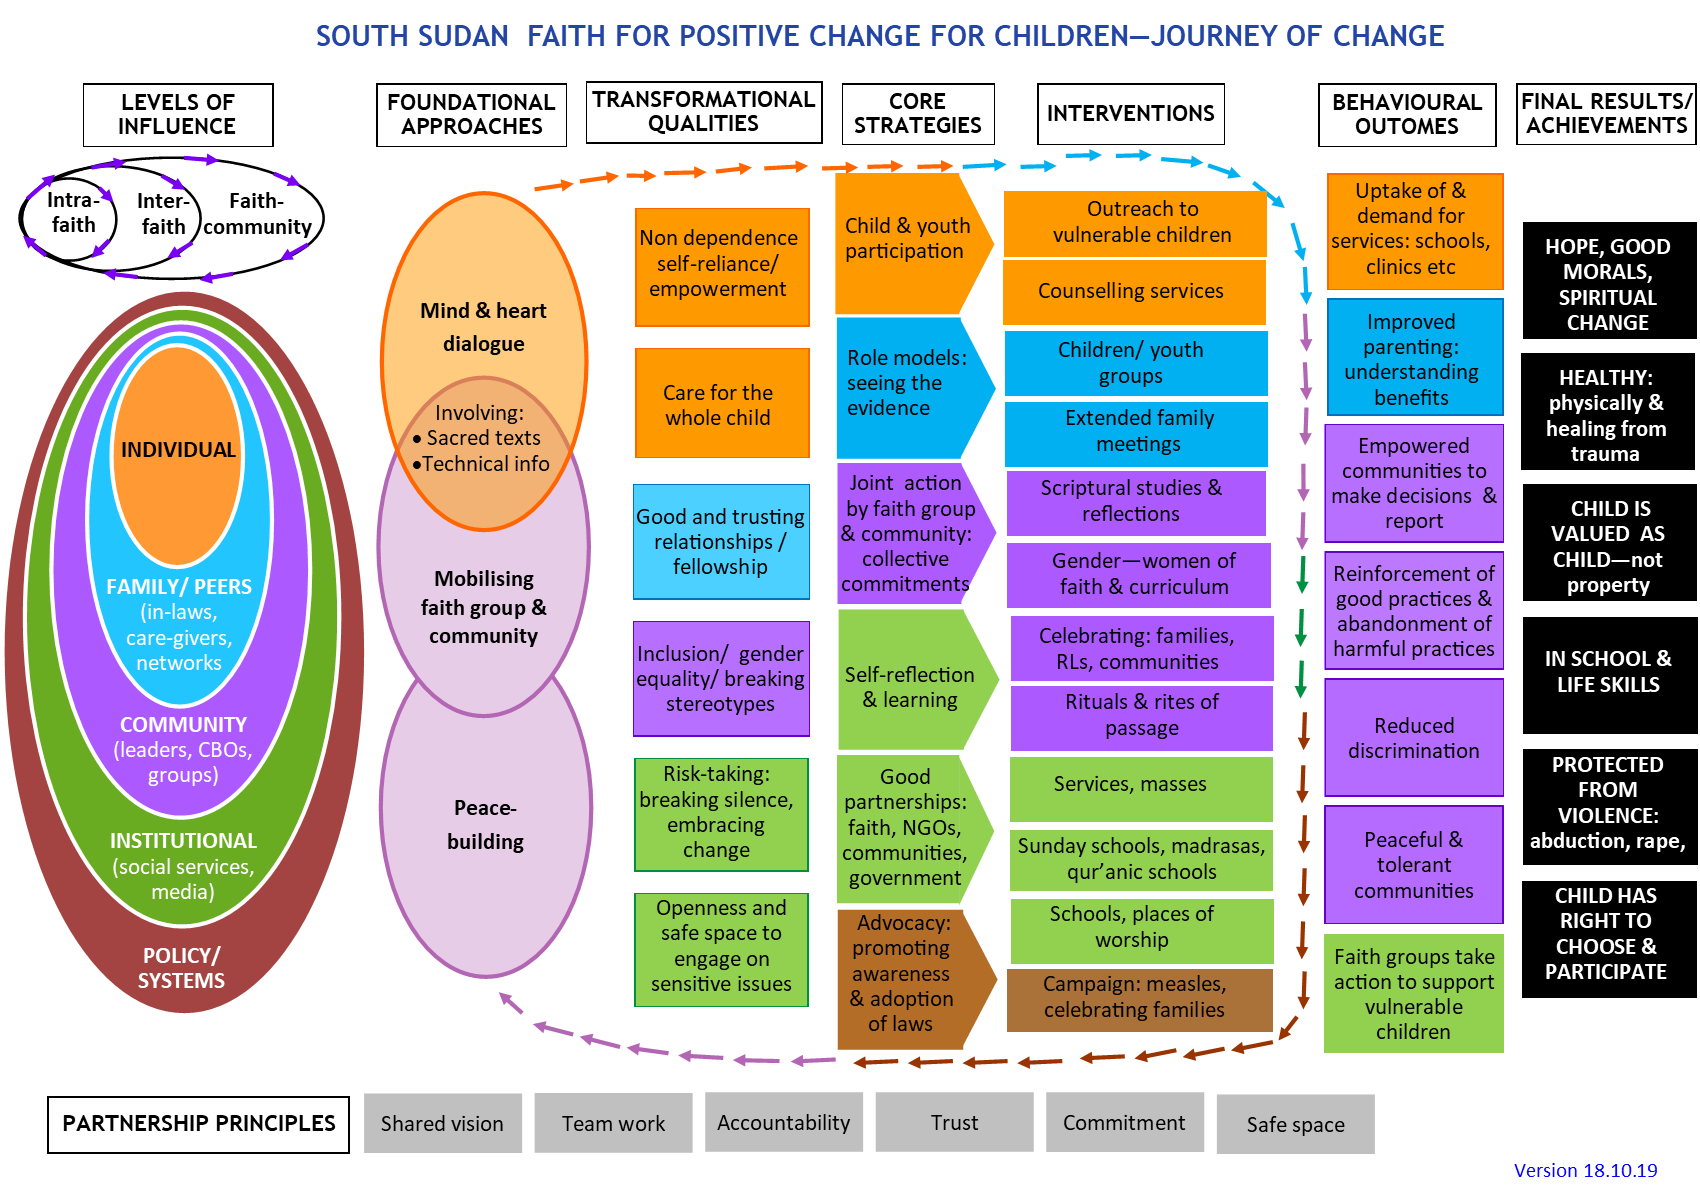 SOUTH SUDAN  FAITH FOR POSITIVE CHANGE FOR CHILDREN—JOURNEY OF CHANGE
LEVELS OF
INFLUENCE
Intra-
faith
Inter-
faith
Faith-
community
INDIVIDUAL
FAMILY/ PEERS
(in-laws,
care-givers,
networks
COMMUNITY
(leaders, CBOs,
groups)
INSTITUTIONAL
(social services,
media)
POLICY/
SYSTEMS
FOUNDATIONAL
APPROACHES
Mind & heart
dialogue
Involving:
• Sacred texts
•Technical info
Mobilising
faith group &
community
Peace-
building
TRANSFORMATIONAL
QUALITIES
Non dependence
self-reliance/
empowerment
Care for the
whole child
Good and trusting
relationships /
fellowship
Inclusion/  gender
equality/ breaking
stereotypes
Risk-taking:
breaking silence,
embracing
change
Openness and
safe space to
engage on
sensitive issues
CORE
STRATEGIES
Child & youth
participation
Role models:
seeing the
evidence
Joint  action
by faith group
& community:
collective
commitments
Self-reflection
& learning
Good
partnerships:
faith, NGOs,
communities,
government
Advocacy:
promoting
awareness
& adoption
of laws
INTERVENTIONS
Outreach to
vulnerable children
Counselling services
Children/ youth
groups
Extended family
meetings
Scriptural studies &
reflections
Gender—women of
faith & curriculum
Celebrating: families,
RLs, communities
Rituals & rites of
passage
Services, masses
Sunday schools, madrasas,
qur’anic schools
Schools, places of
worship
Campaign: measles,
celebrating families
BEHAVIOURAL
OUTCOMES
Uptake of &
demand for
services: schools,
clinics etc
Improved
parenting:
understanding
benefits
Empowered
communities to
make decisions  &
report
Reinforcement of
good practices &
abandonment of
harmful practices
Reduced
discrimination
Peaceful &
tolerant
communities
Faith groups take
action to support
vulnerable
children
FINAL RESULTS/
ACHIEVEMENTS
HOPE, GOOD
MORALS,
SPIRITUAL
CHANGE
HEALTHY:
physically &
healing from
trauma
CHILD IS
VALUED  AS
CHILD—not
property
IN SCHOOL &
LIFE SKILLS
PROTECTED
FROM
VIOLENCE:
abduction, rape,
CHILD HAS
RIGHT TO
CHOOSE &
PARTICIPATE
PARTNERSHIP PRINCIPLES
Shared vision
Team work
Accountability
Trust
Commitment
Safe space
Version 18.10.19